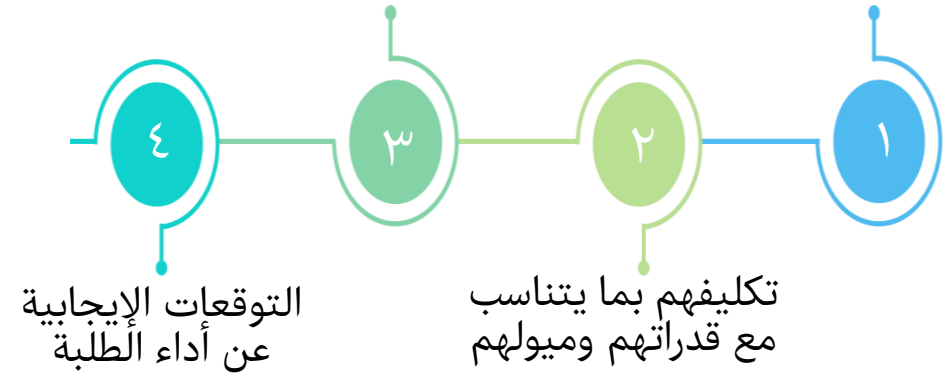 ١
٢
٣
٤
تكليفهم بما يتناسب
مع قدراتهم وميولهم
التوقعات الإيجابية
عن أداء الطلبة